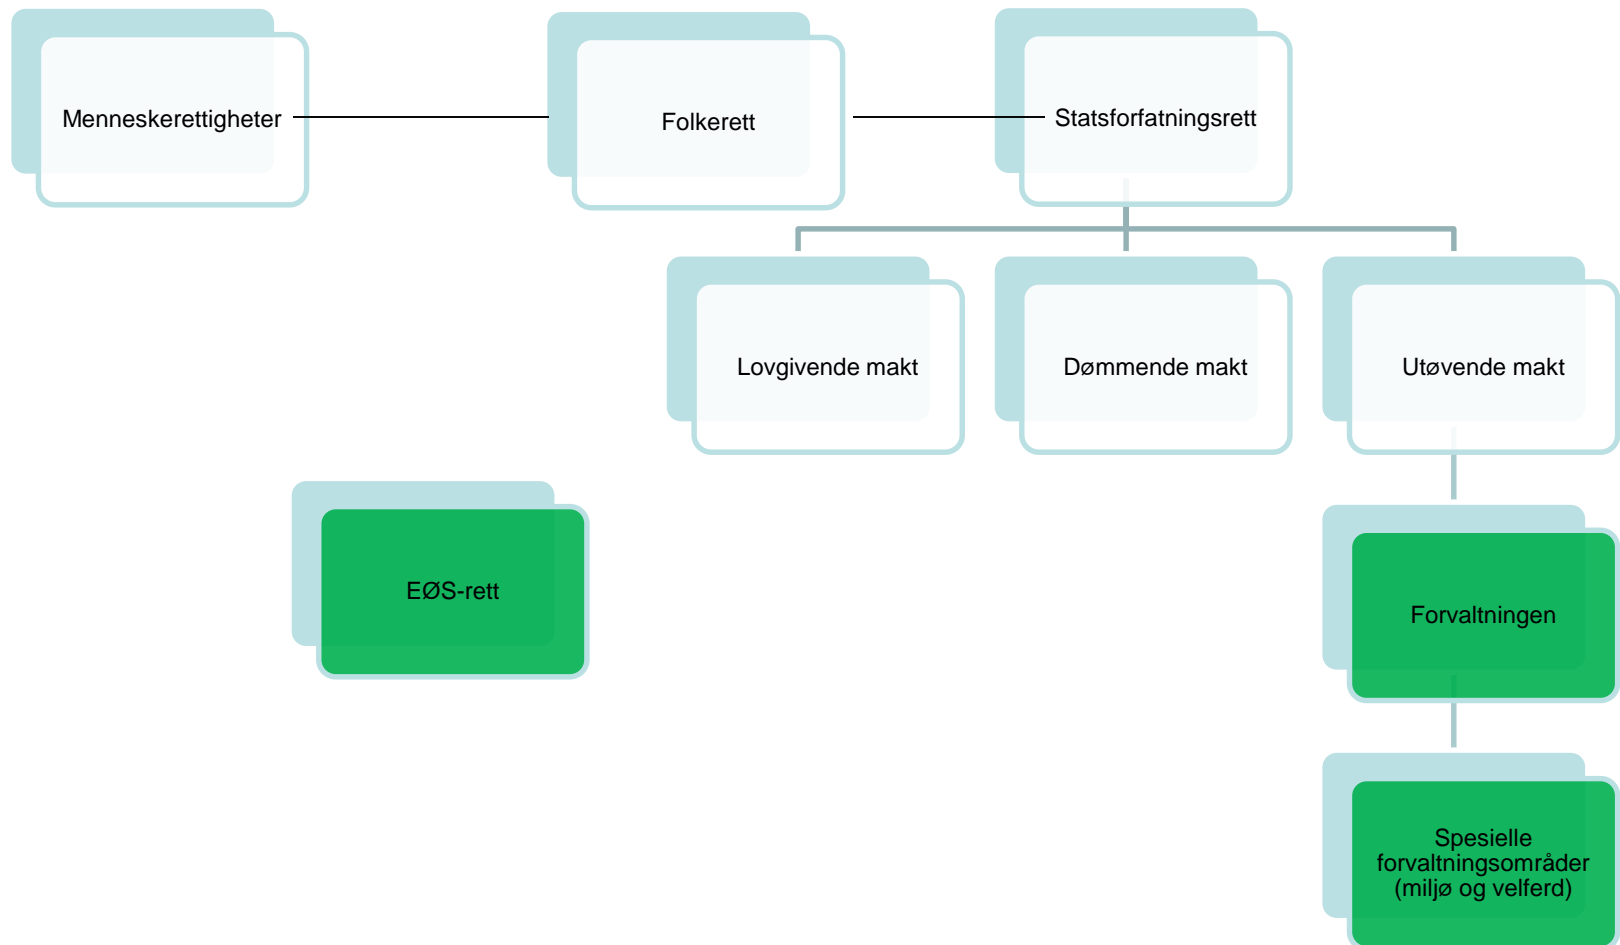 Menneskerettigheter
Folkerett
Statsforfatningsrett
Lovgivende makt
Dømmende makt
Utøvende makt
EØS-rett
Forvaltningen
Spesielle
forvaltningsområder
(miljø og velferd)